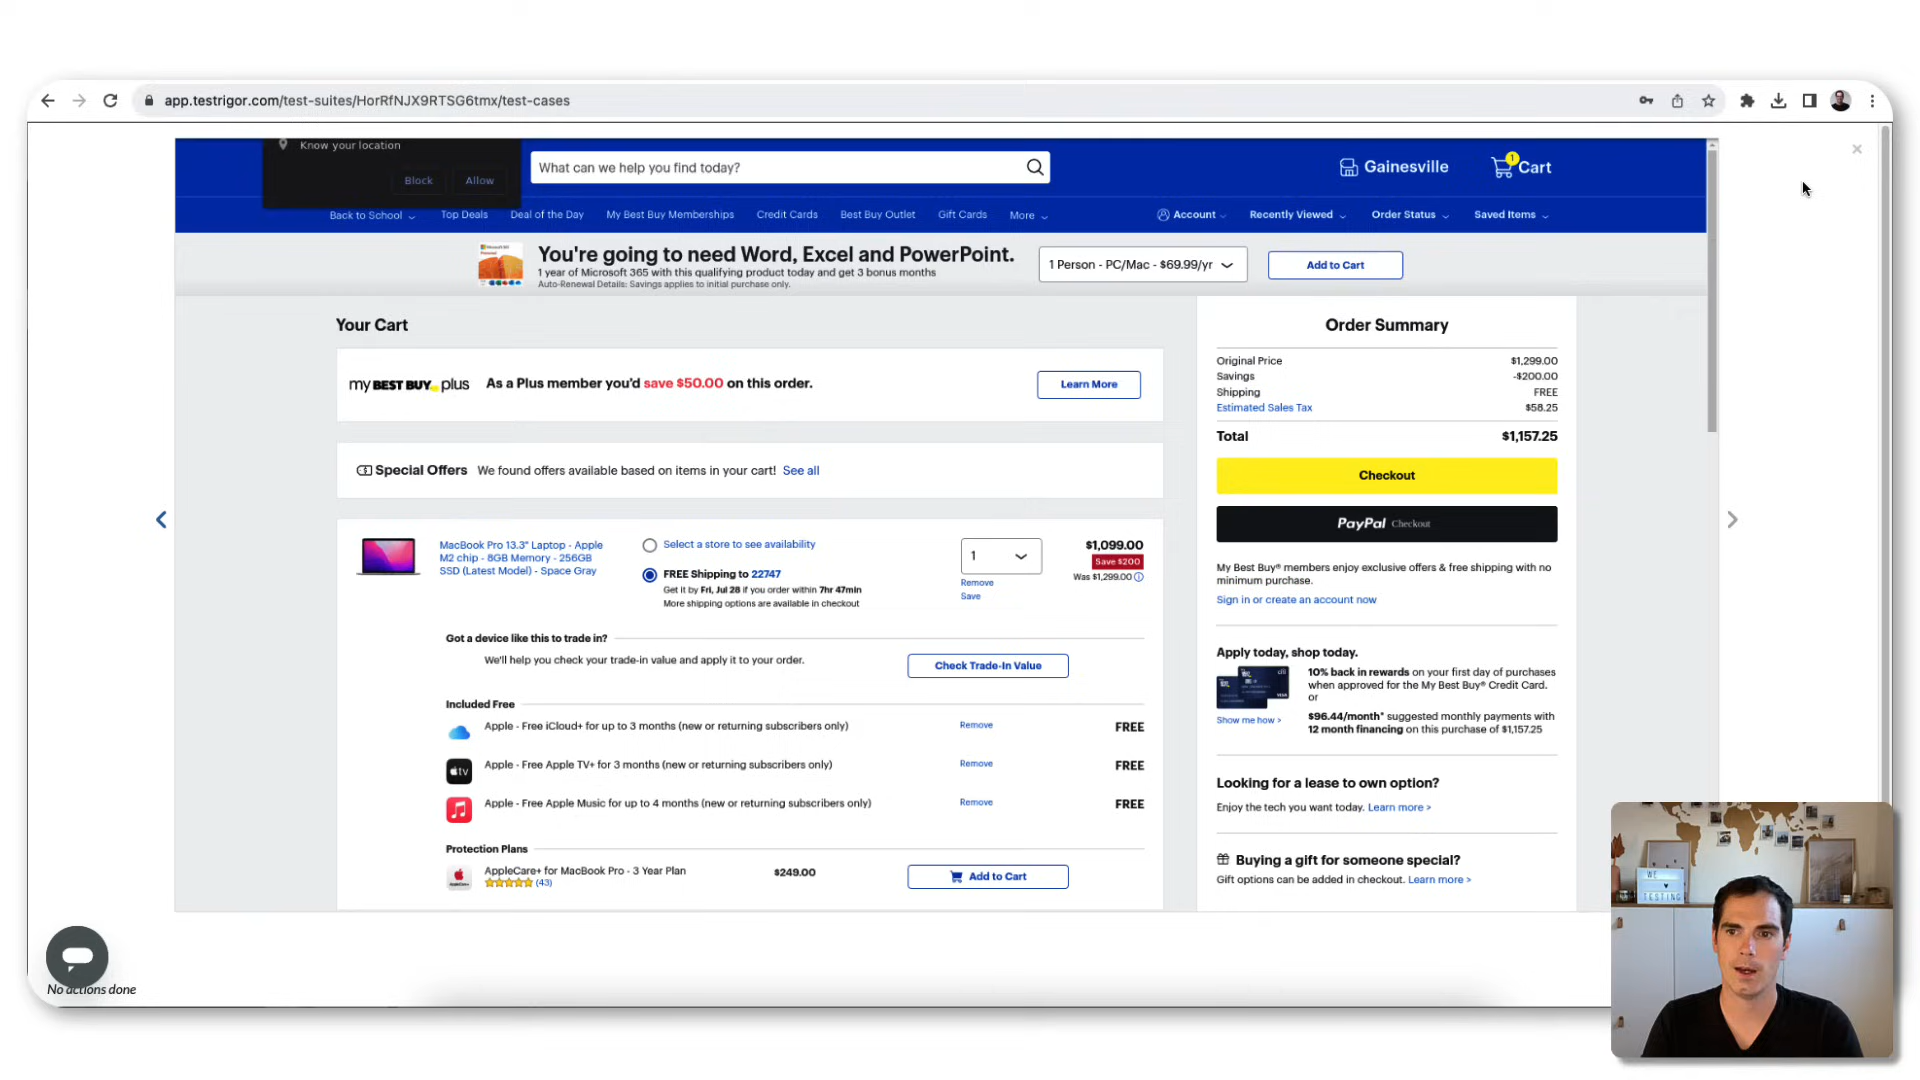 app.testrigor.com/test-suites/HorRfNJX9RTSG6tmx/test-cases
Know your location
Block Allow
What can we help you find today?
Gainesville
1
Cart
Back to School Top Deals Deal of the Day My Best Buy Memberships Credit Cards Best Buy Outlet Gift Cards More Account Recently Viewed Order Status Saved Items
You're going to need Word, Excel and PowerPoint.
1 year of Microsoft 365 with this qualifying product today and get 3 bonus months
Auto-Renewal Details: Savings applies to initial purchase only.
1 Person - PC/Mac - $69.99/yr
Add to Cart
Your Cart
my BEST BUY plus
As a Plus member you'd save $50.00 on this order.
Learn More
Special Offers We found offers available based on items in your cart! See all
MacBook Pro 13.3" Laptop - Apple
M2 chip - 8GB Memory - 256GB
SSD (Latest Model) - Space Gray
Select a store to see availability
FREE Shipping to 22747
Get it by Fri, Jul 28 if you order within 7hr 47min
More shipping options are available in checkout
1
Remove
Save
$1,099.00
Save $200
Was $1,299.00
Got a device like this to trade in?
We'll help you check your trade-in value and apply it to your order.
Check Trade-In Value
Included Free
Apple - Free iCloud+ for up to 3 months (new or returning subscribers only) Remove FREE
tv
Apple - Free Apple TV+ for 3 months (new or returning subscribers only) Remove FREE
Apple - Free Apple Music for up to 4 months (new or returning subscribers only) Remove FREE
Protection Plans
AppleCare+ for MacBook Pro - 3 Year Plan
(43)
$249.00
Add to Cart
Order Summary
Original Price $1,299.00
Savings -$200.00
Shipping FREE
Estimated Sales Tax $58.25
Total $1,157.25
Checkout
PayPal Checkout
My Best Buy® members enjoy exclusive offers & free shipping with no
minimum purchase.
Sign in or create an account now
Apply today, shop today.
citi
VISA
Show me how >
10% back in rewards on your first day of purchases
when approved for the My Best Buy® Credit Card.
or
$96.44/month* suggested monthly payments with
12 month financing on this purchase of $1,157.25
Looking for a lease to own option?
Enjoy the tech you want today. Learn more >
Buying a gift for someone special?
Gift options can be added in checkout. Learn more >
No actions done
WE
TESTING